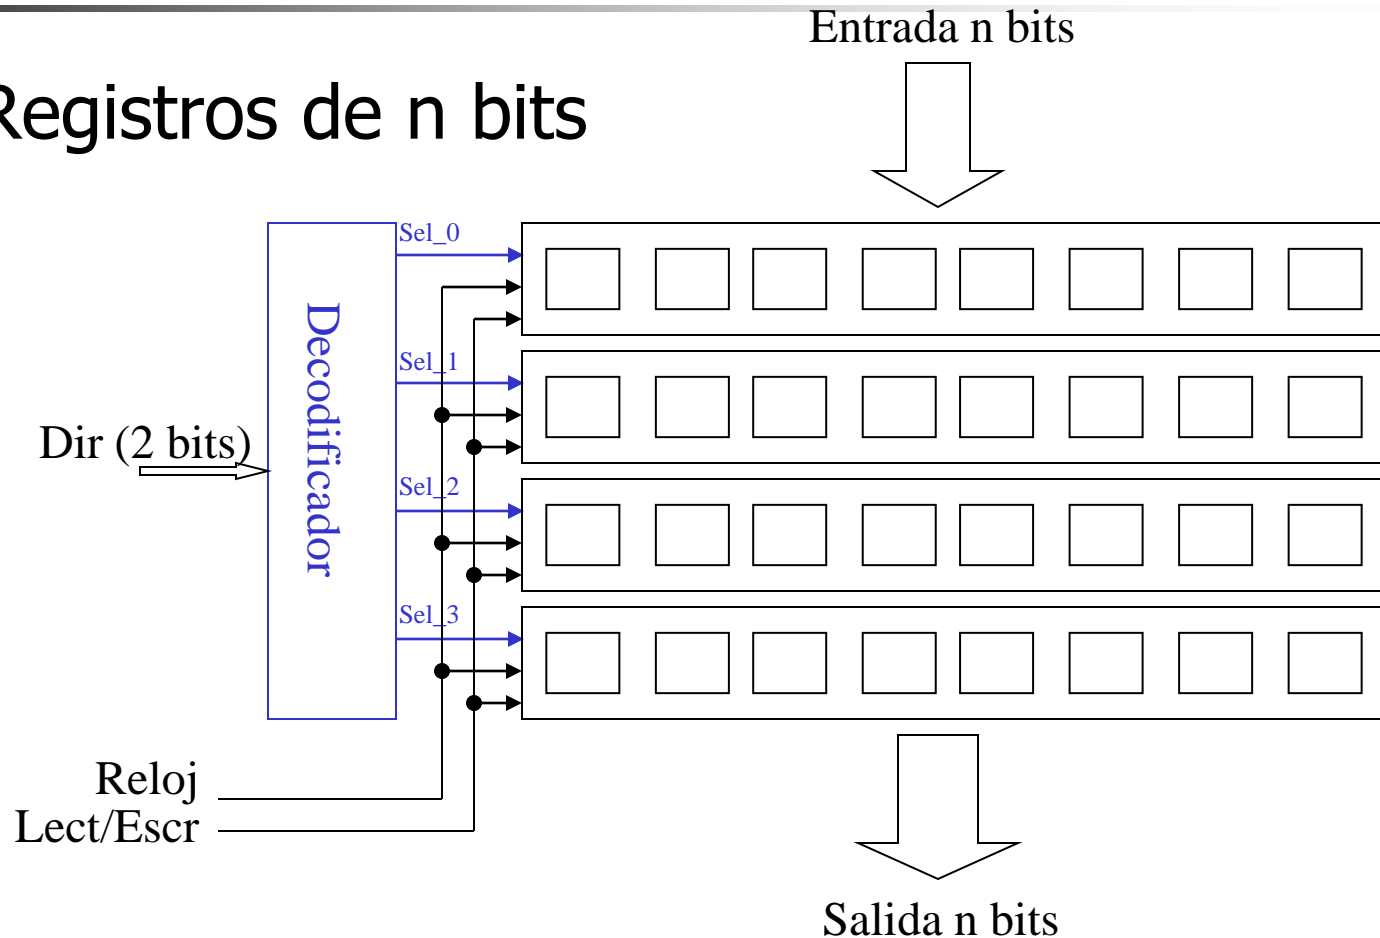 Entrada n bits
Registros de n bits
Sel_0
Decodificador
Sel_1
Dir (2 bits)
Sel_2
Sel_3
Reloj
Lect/Escr
Salida n bits